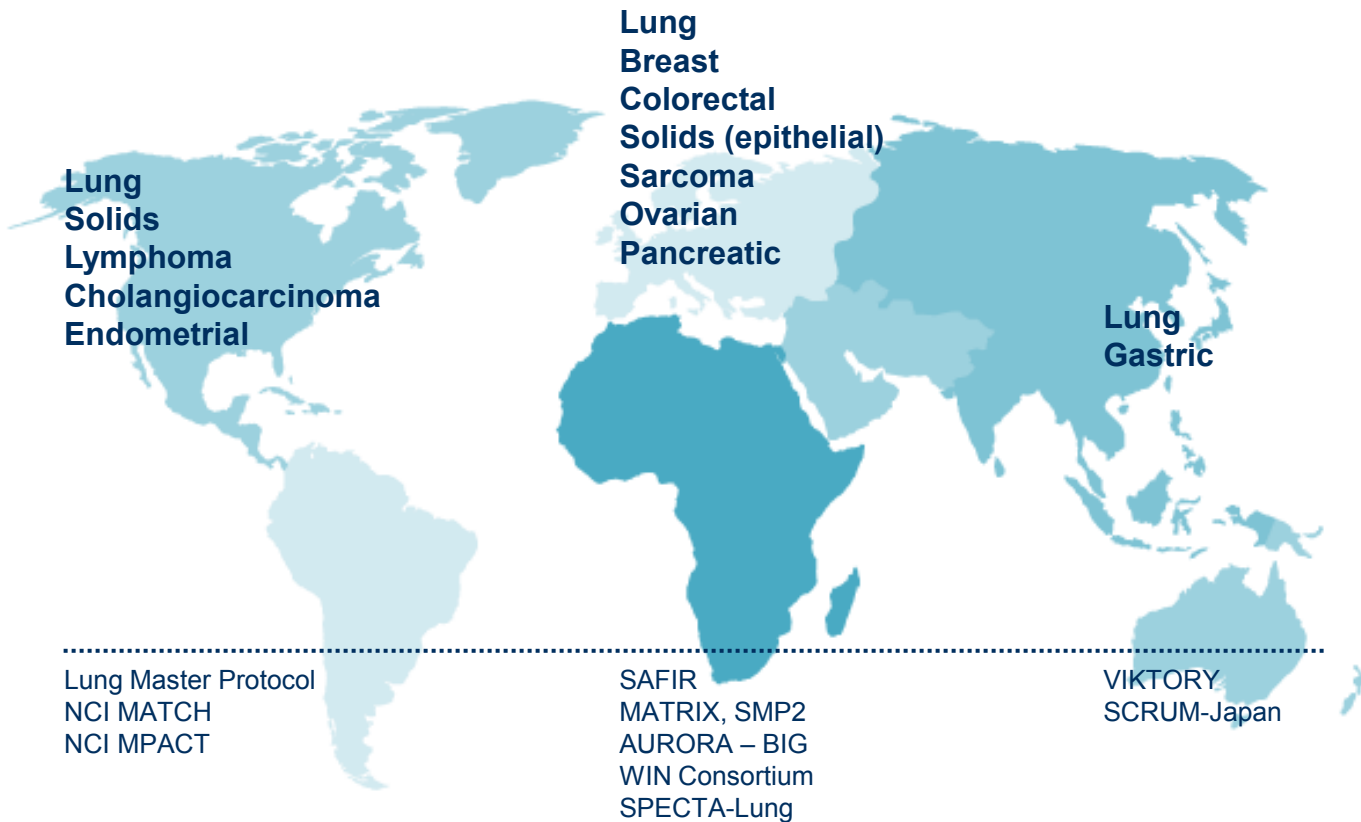 Lung
Breast
Colorectal
Solids (epithelial)
Sarcoma
Ovarian
Pancreatic
Lung
Solids
Lymphoma
Cholangiocarcinoma
Endometrial
Lung
Gastric
Lung Master Protocol
NCI MATCH
NCI MPACT
SAFIR
MATRIX, SMP2
AURORA – BIG
WIN Consortium
SPECTA-Lung
VIKTORY
SCRUM-Japan